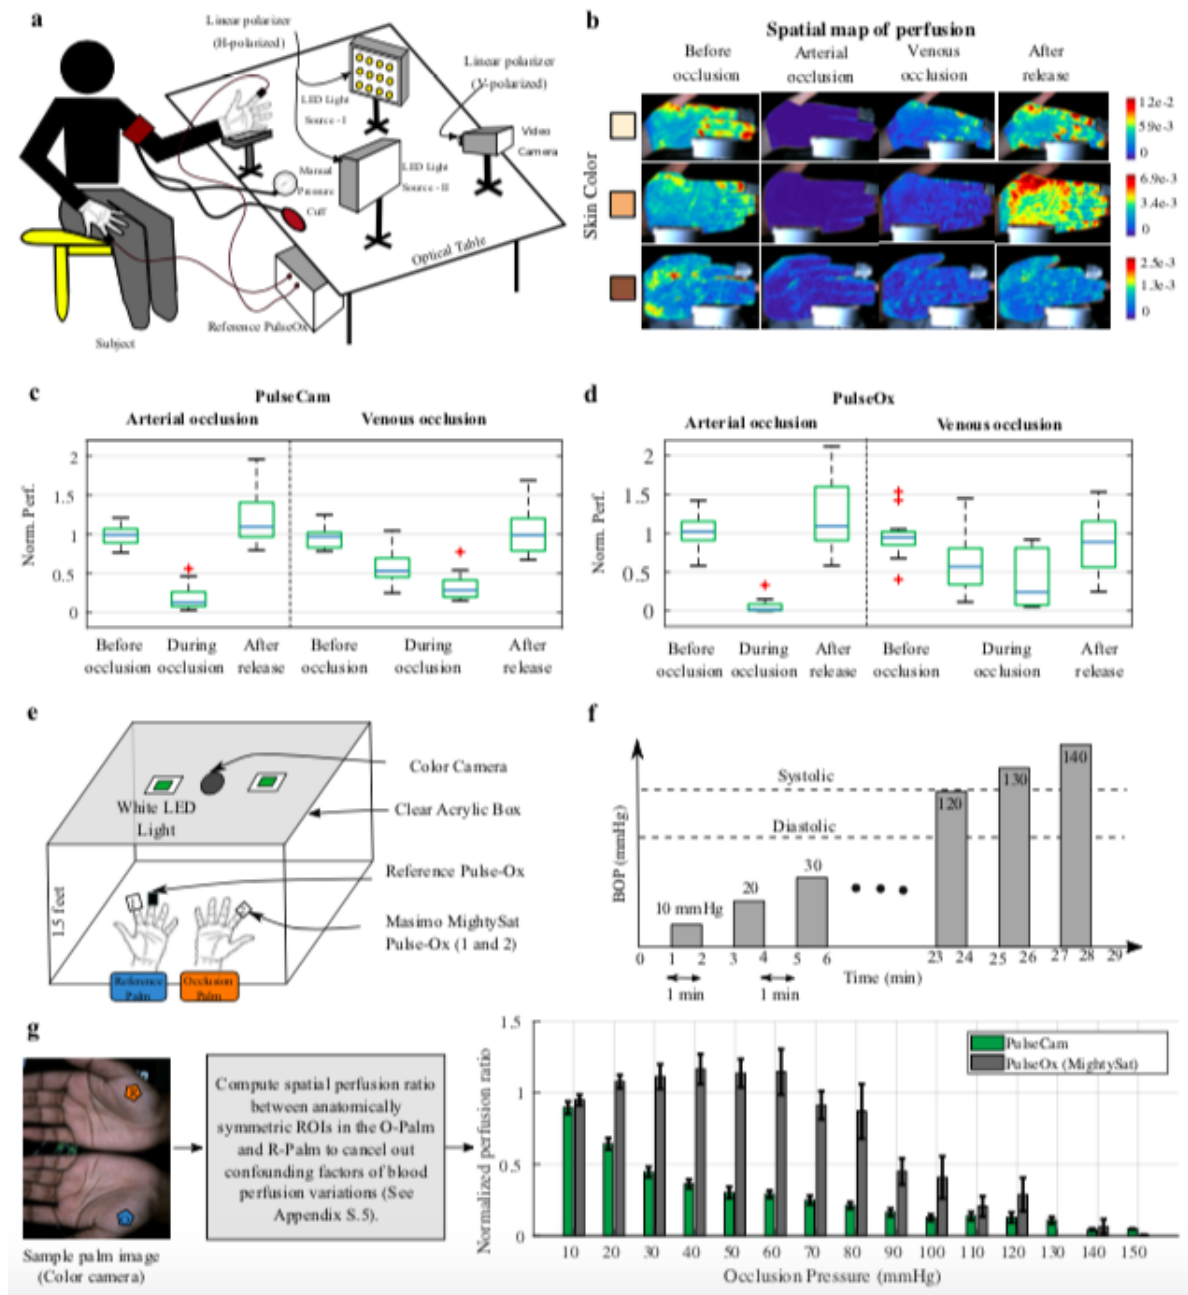 a
Linear polarizer
(H-polarized)
Linear polarizer
(V-polarized)
LED Light
Source - I
Video
Camera
Manual
Pressure
Cuff
LED Light
Source - II
Optical Table
Reference PulseOx
Subject
b
Spatial map of perfusion
Before
occlusion
Arterial
occlusion
Venous
occlusion
After
release
Skin Color
12e-2
59e-3
0
6.9e-3
3.4e-3
0
2.5e-3
1.3e-3
0
c
PulseCam
Arterial occlusion
Venous occlusion
Norm. Perf.
2
1.5
1
0.5
0
Before
occlusion
During
occlusion
After
release
Before
occlusion
During
occlusion
After
release
d
PulseOx
Arterial occlusion
Venous occlusion
Norm. Perf.
2
1.5
1
0.5
0
Before
occlusion
During
occlusion
After
release
Before
occlusion
During
occlusion
After
release
e
Color Camera
White LED
Light
Clear Acrylic Box
Reference Pulse-Ox
Masimo MightySat
Pulse-Ox (1 and 2)
1.5 feet
Reference
Palm
Occlusion
Palm
f
BOP (mmHg)
Systolic
Diastolic
10 mmHg
20
30
120
130
140
0 1 2 3 4 5 6 23 24 25 26 27 28 29
Time (min)
1 min
1 min
g
Sample palm image
(Color camera)
Compute spatial perfusion ratio
between anatomically
symmetric ROIs in the O-Palm
and R-Palm to cancel out
confounding factors of blood
perfusion variations (See
Appendix S.5).
Normalized perfusion ratio
1.5
1
0.5
0
PulseCam
PulseOx (MightySat)
10 20 30 40 50 60 70 80 90 100 110 120 130 140 150
Occlusion Pressure (mmHg)